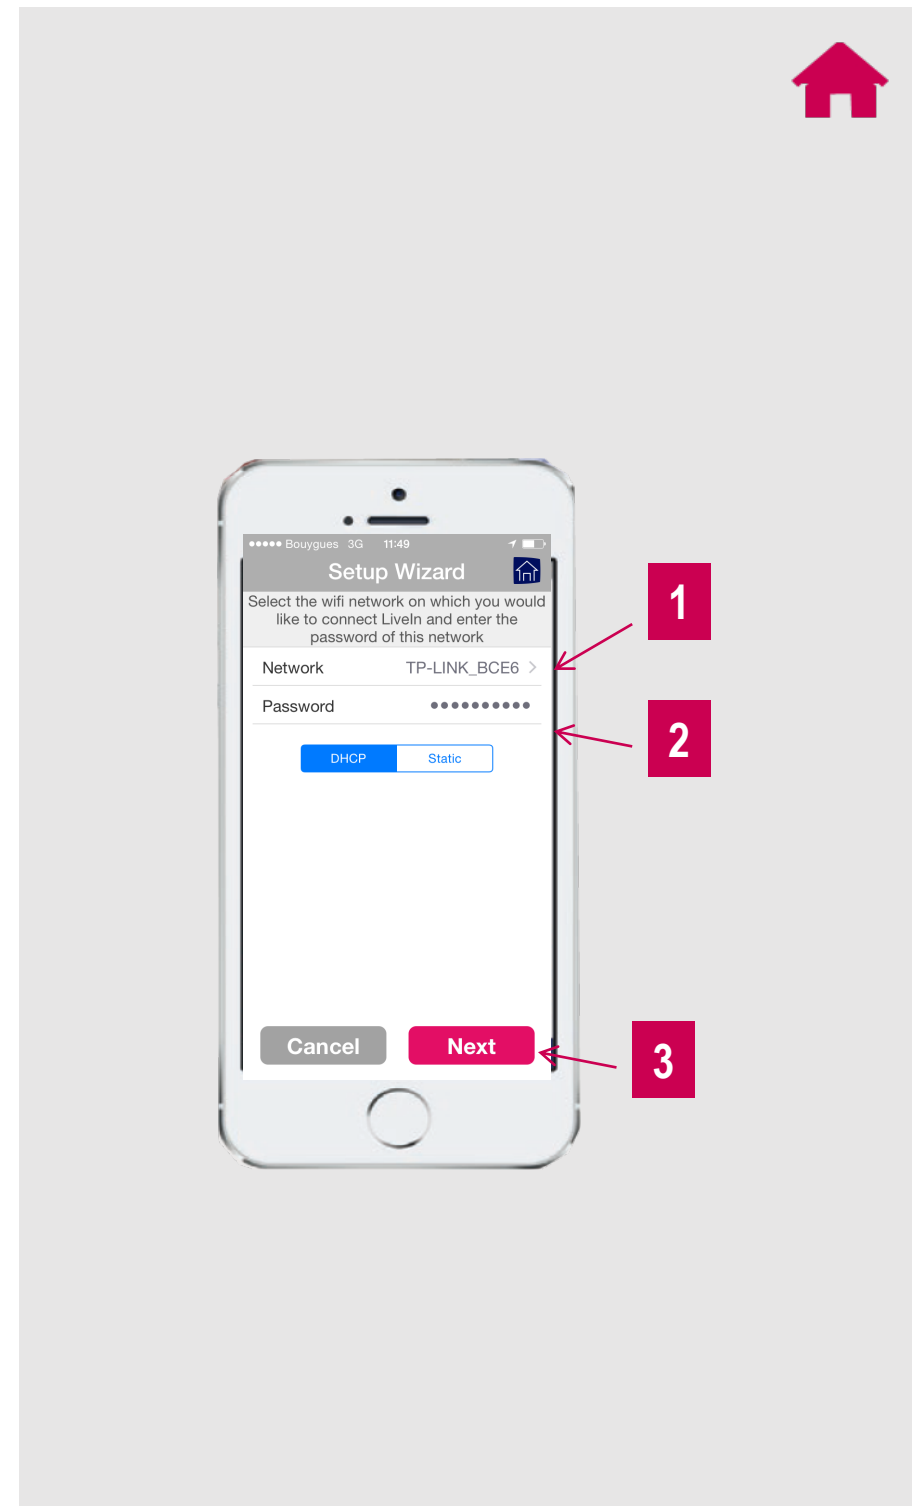 Bouygues 3G 11:49
Setup Wizard
Select the wifi network on which you would
like to connect LiveIn and enter the
password of this network
Network TP-LINK_BCE6
1
Password ••••••••••
2
DHCP Static
Cancel Next
3